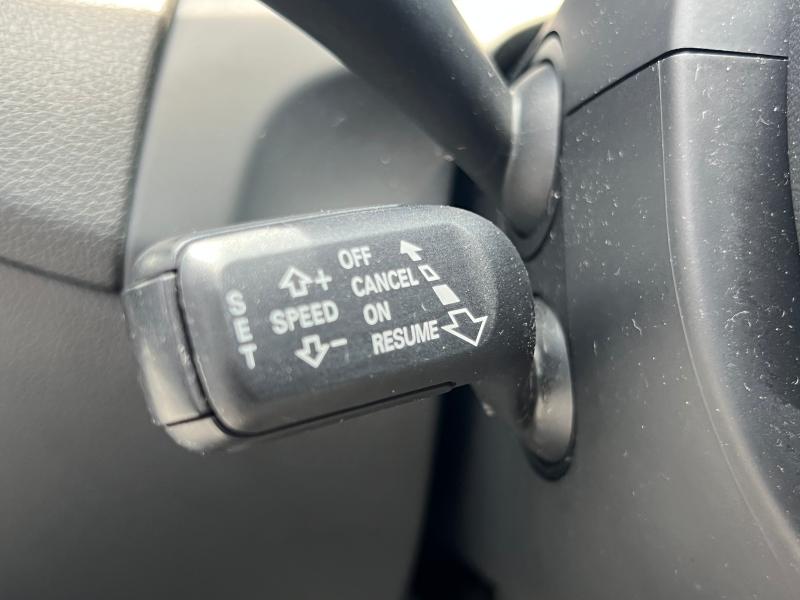 SET
+
SPEED
-
OFF
CANCEL
ON
RESUME